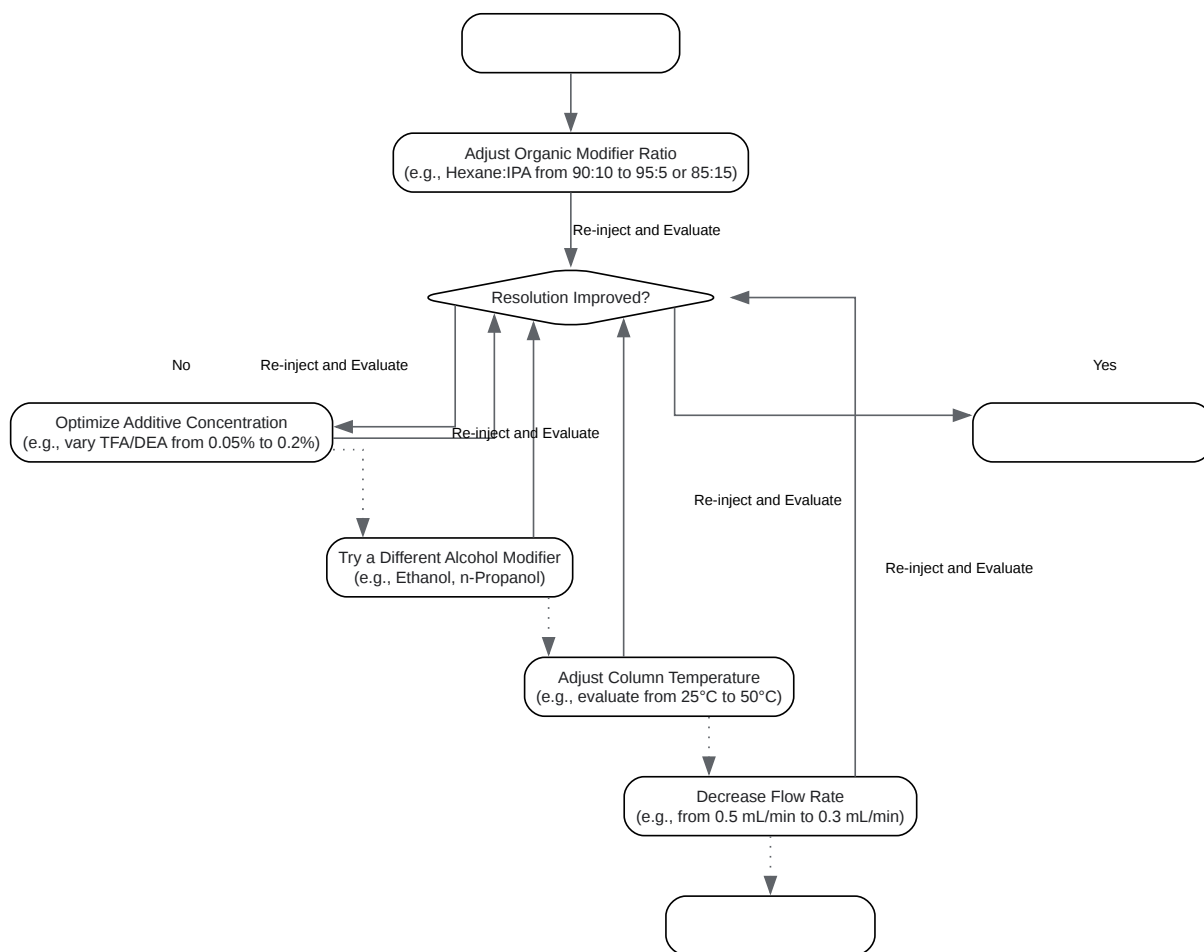 Adjust Organic Modifier Ratio
(e.g., Hexane:IPA from 90:10 to 95:5 or 85:15)
Re-inject and Evaluate
Resolution Improved?
No
Re-inject and Evaluate
Yes
Optimize Additive Concentration
(e.g., vary TFA/DEA from 0.05% to 0.2%)
Re-inject and Evaluate
Re-inject and Evaluate
Try a Different Alcohol Modifier
(e.g., Ethanol, n-Propanol)
Re-inject and Evaluate
Adjust Column Temperature
(e.g., evaluate from 25°C to 50°C)
Decrease Flow Rate
(e.g., from 0.5 mL/min to 0.3 mL/min)